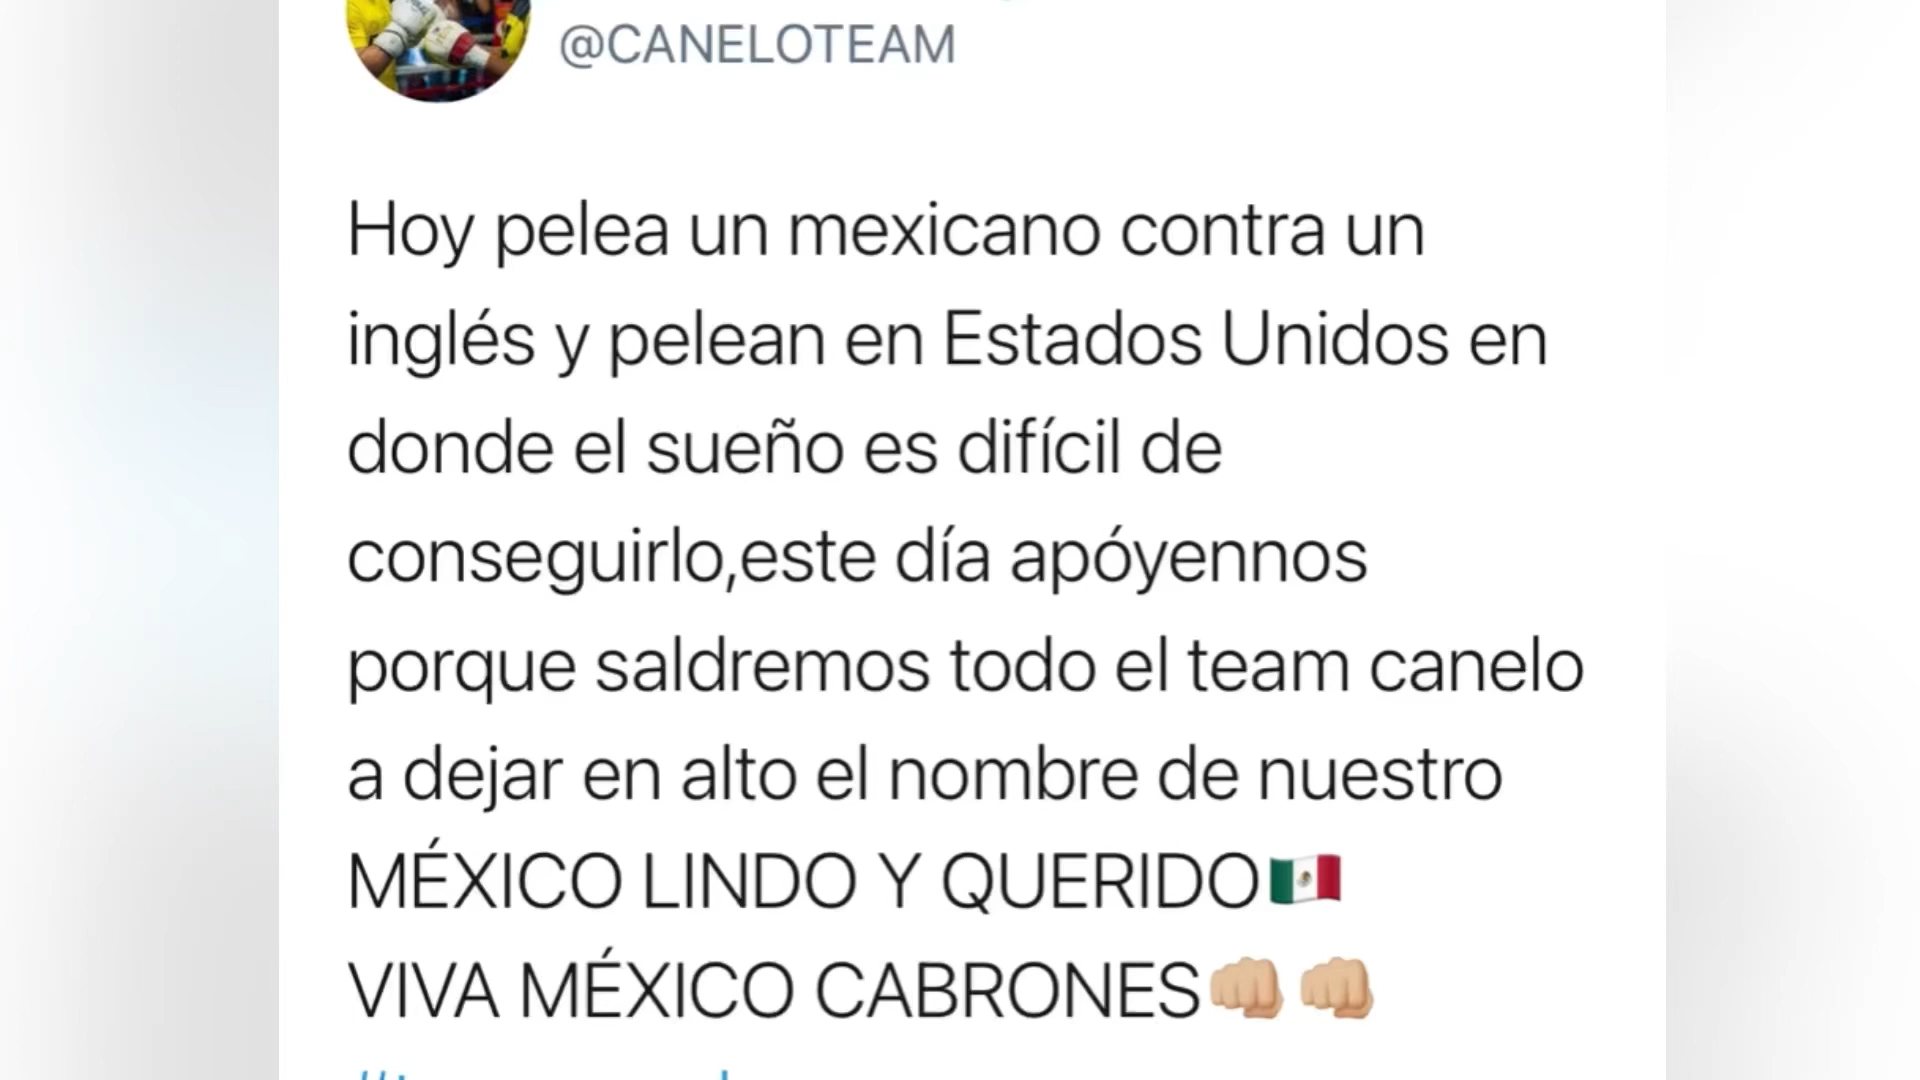 @CANELOTEAM
Hoy pelea un mexicano contra un
inglés y pelean en Estados Unidos en
donde el sueño es difícil de
conseguirlo,este día apóyennos
porque saldremos todo el team canelo
a dejar en alto el nombre de nuestro
MÉXICO LINDO Y QUERIDO🇲🇽
VIVA MÉXICO CABRONES👊🏼👊🏼